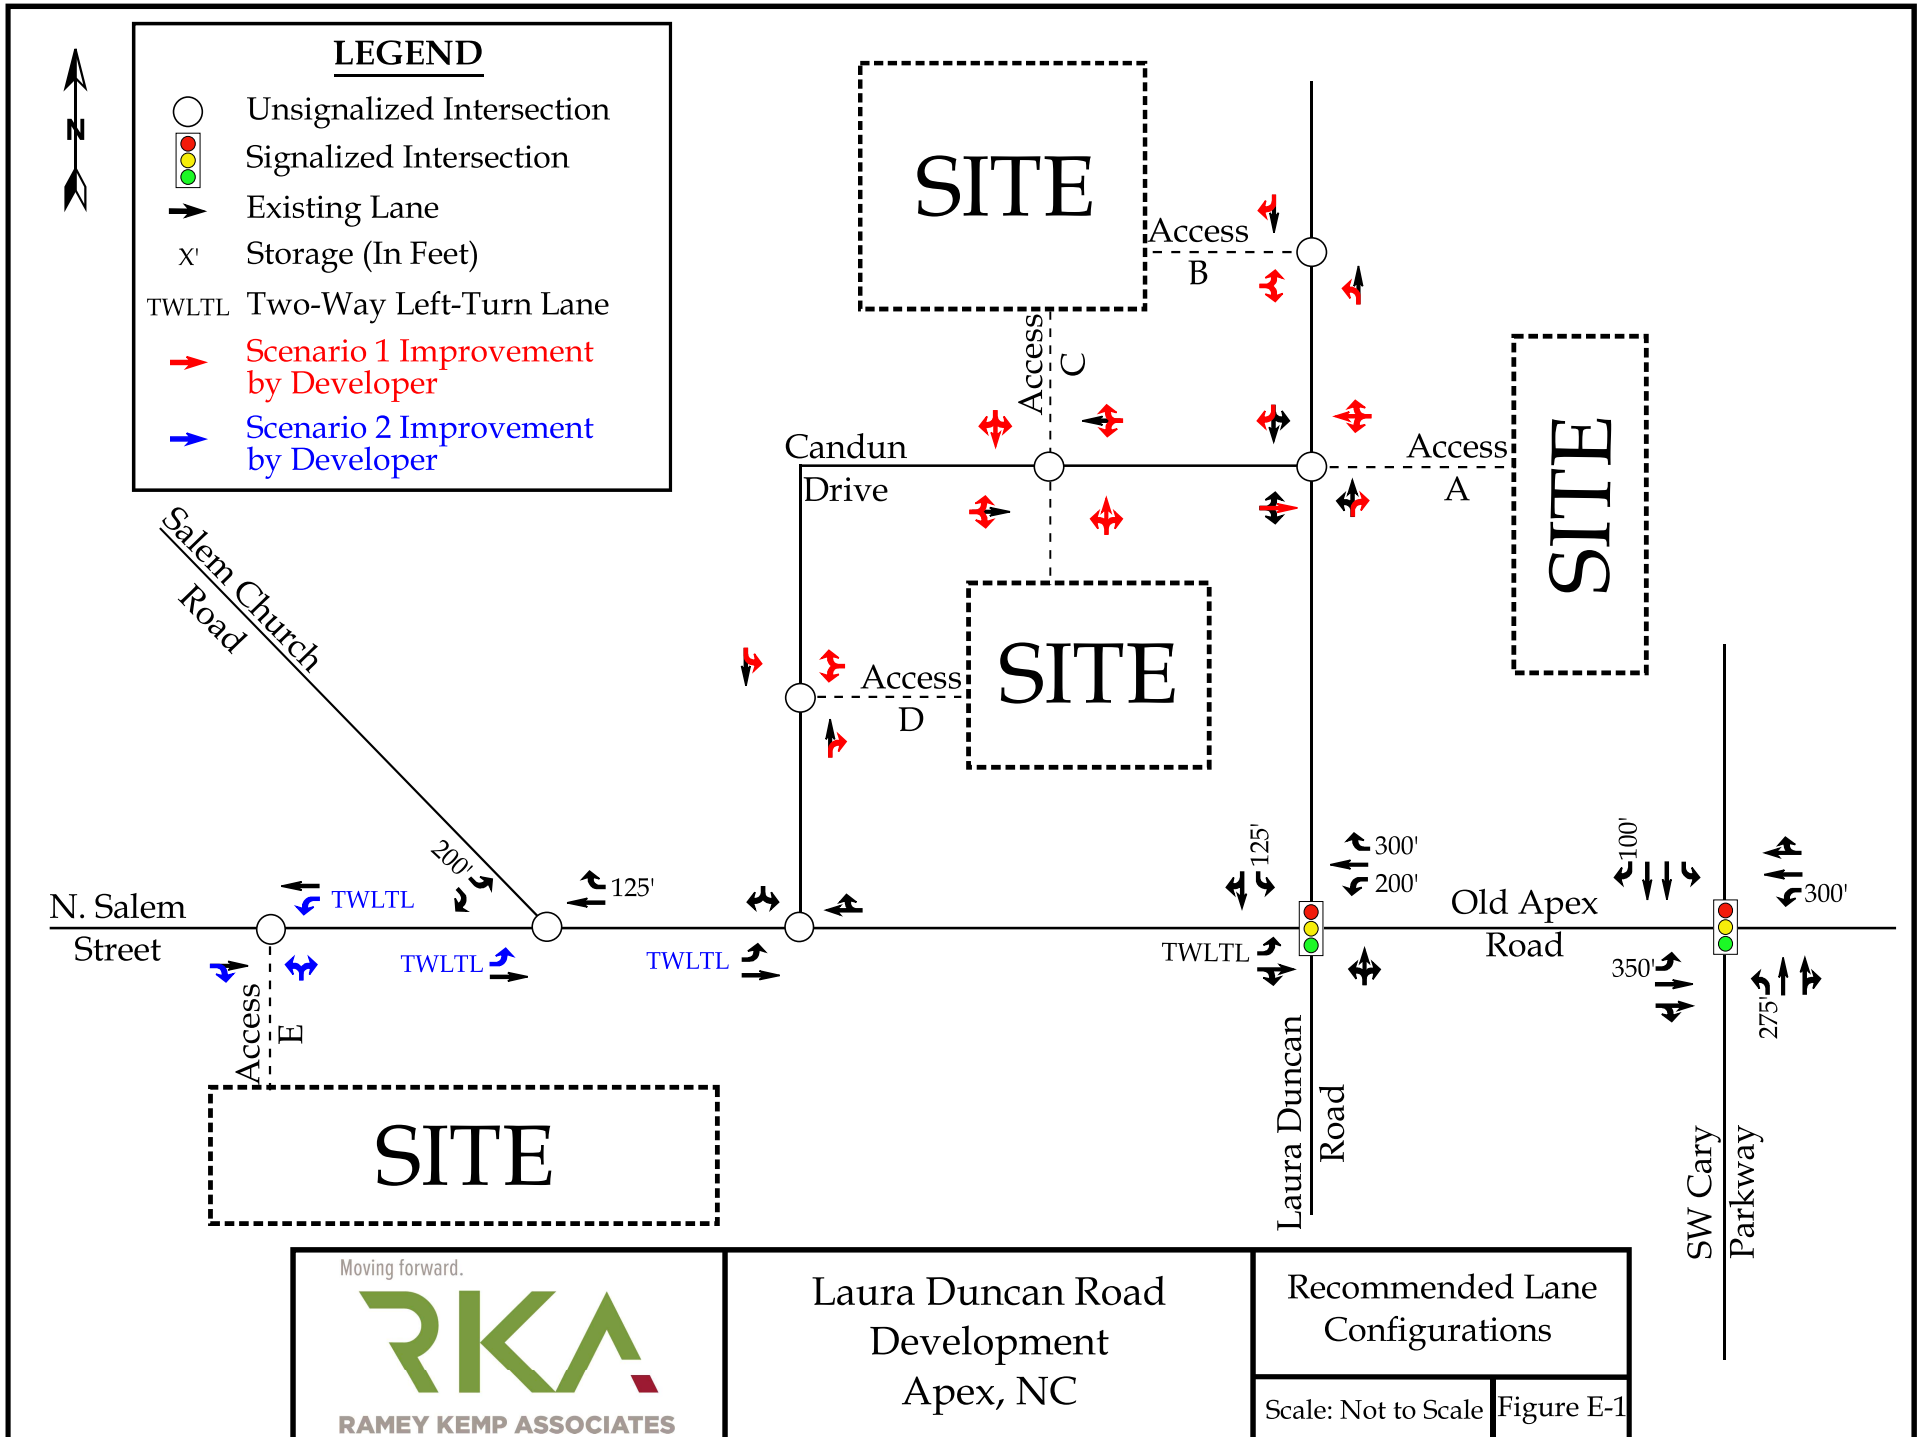 LEGEND
Unsignalized Intersection
Signalized Intersection
Existing Lane
X' Storage (In Feet)
TWLTL Two-Way Left-Turn Lane
Scenario 1 Improvement
by Developer
Scenario 2 Improvement
by Developer
N
SITE
Access
B
Access
C
Candun
Drive
Access
A
SITE
Salem Church
Road
SITE
Access
D
200'
125'
TWLTL
N. Salem
Street
TWLTL
TWLTL
Access
E
SITE
125'
300'
200'
TWLTL
Old Apex
Road
100'
300'
350'
275'
Laura Duncan
Road
SW Cary
Parkway
Moving forward.
RKA
RAMEY KEMP ASSOCIATES
Laura Duncan Road
Development
Apex, NC
Recommended Lane
Configurations
Scale: Not to Scale
Figure E-1